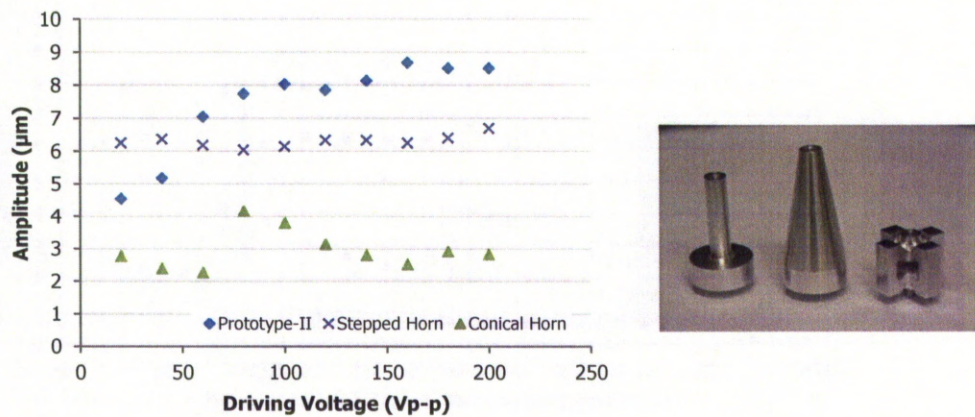 10
9
8
7
6
5
4
3
2
1
0
Amplitude (µm)
Prototype-II Stepped Horn Conical Horn
0 50 100 150 200 250
Driving Voltage (Vp-p)